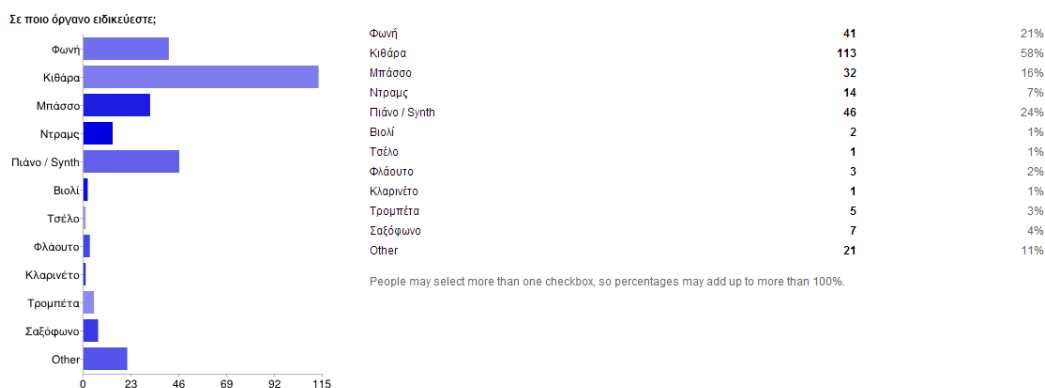 Σε ποιο όργανο ειδικεύεστε;
Φωνή
Κιθάρα
Μπάσσο
Ντραμς
Πιάνο / Synth
Βιολί
Τσέλο
Φλάουτο
Κλαρινέτο
Τρομπέτα
Σαξόφωνο
Other
0 23 46 69 92 115
Φωνή 41 21%
Κιθάρα 113 58%
Μπάσσο 32 16%
Ντραμς 14 7%
Πιάνο / Synth 46 24%
Βιολί 2 1%
Τσέλο 1 1%
Φλάουτο 3 2%
Κλαρινέτο 1 1%
Τρομπέτα 5 3%
Σαξόφωνο 7 4%
Other 21 11%
People may select more than one checkbox, so percentages may add up to more than 100%.